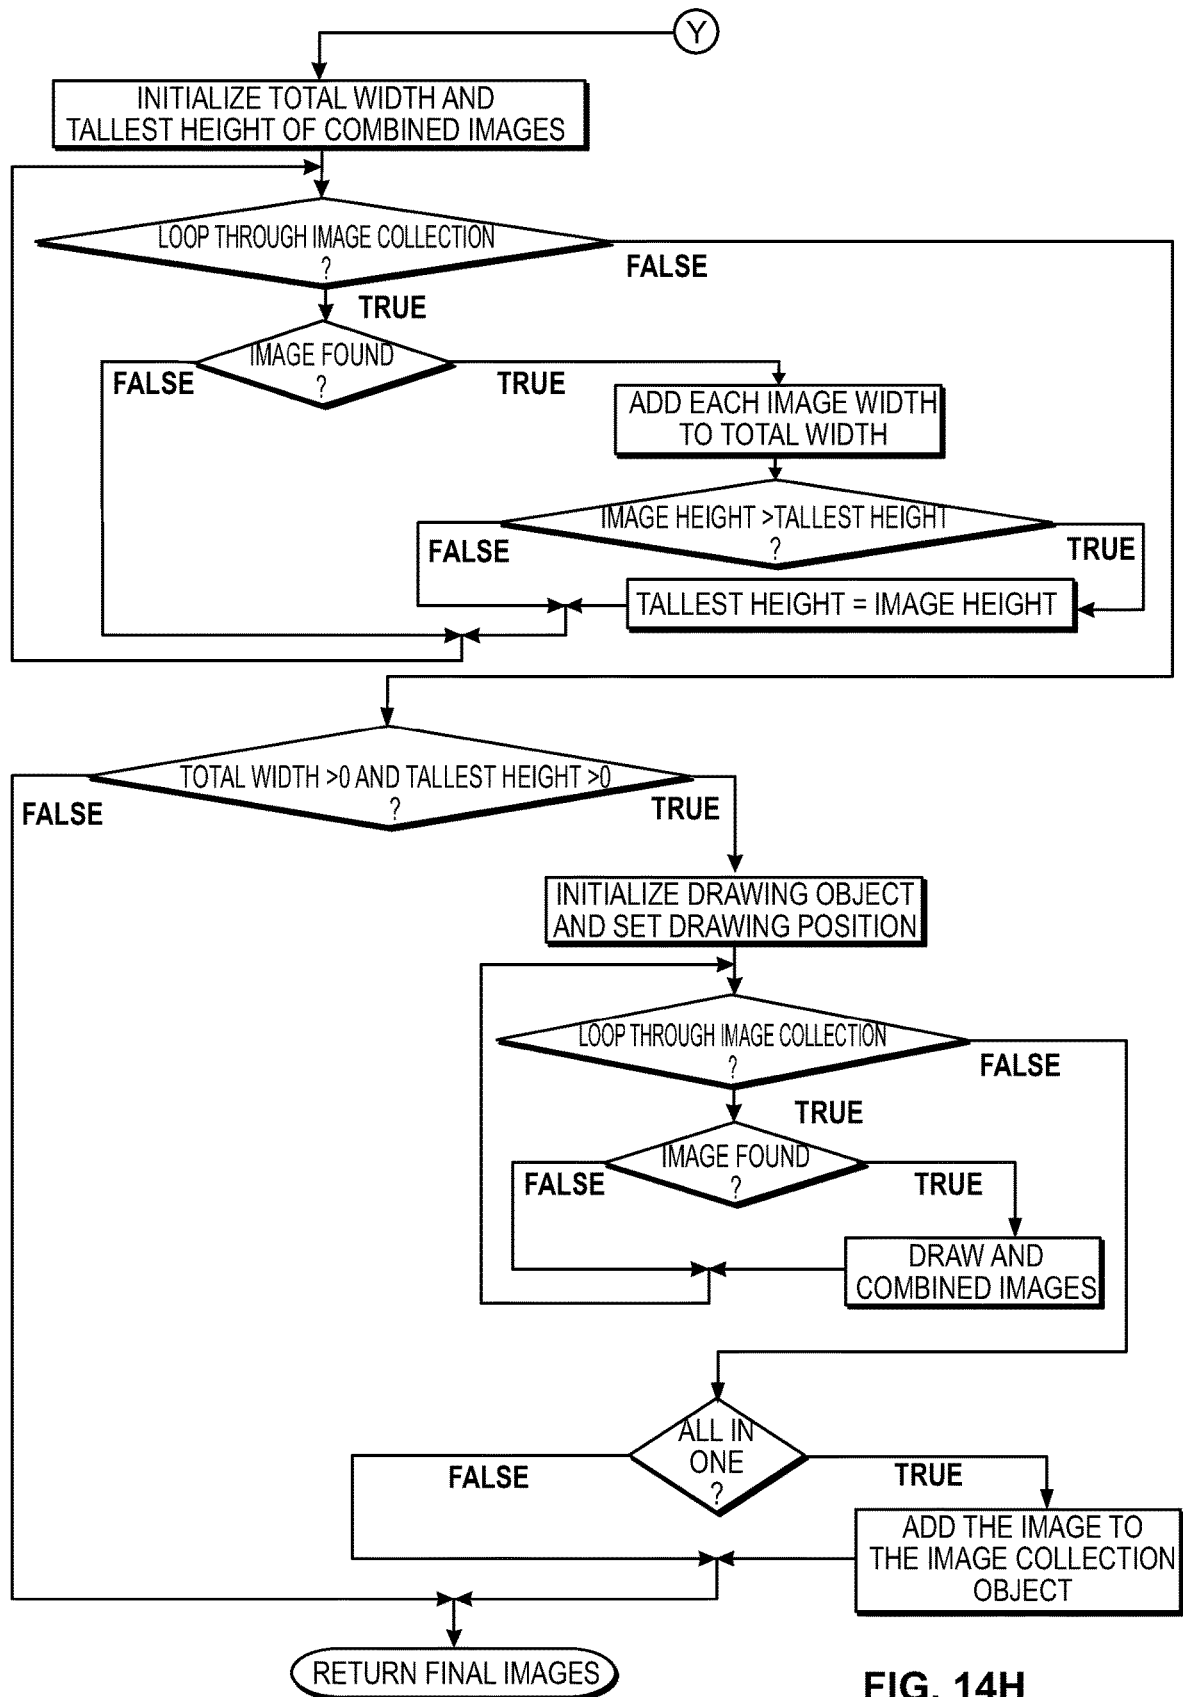 Y
INITIALIZE TOTAL WIDTH AND
TALLEST HEIGHT OF COMBINED IMAGES
LOOP THROUGH IMAGE COLLECTION
?
FALSE
TRUE
IMAGE FOUND
?
FALSE
TRUE
ADD EACH IMAGE WIDTH
TO TOTAL WIDTH
IMAGE HEIGHT >TALLEST HEIGHT
?
FALSE
TRUE
TALLEST HEIGHT = IMAGE HEIGHT
TOTAL WIDTH >0 AND TALLEST HEIGHT >0
?
FALSE
TRUE
INITIALIZE DRAWING OBJECT
AND SET DRAWING POSITION
LOOP THROUGH IMAGE COLLECTION
?
FALSE
TRUE
IMAGE FOUND
?
FALSE
TRUE
DRAW AND
COMBINED IMAGES
ALL IN
ONE
?
FALSE
TRUE
ADD THE IMAGE TO
THE IMAGE COLLECTION
OBJECT
RETURN FINAL IMAGES
FIG. 14H